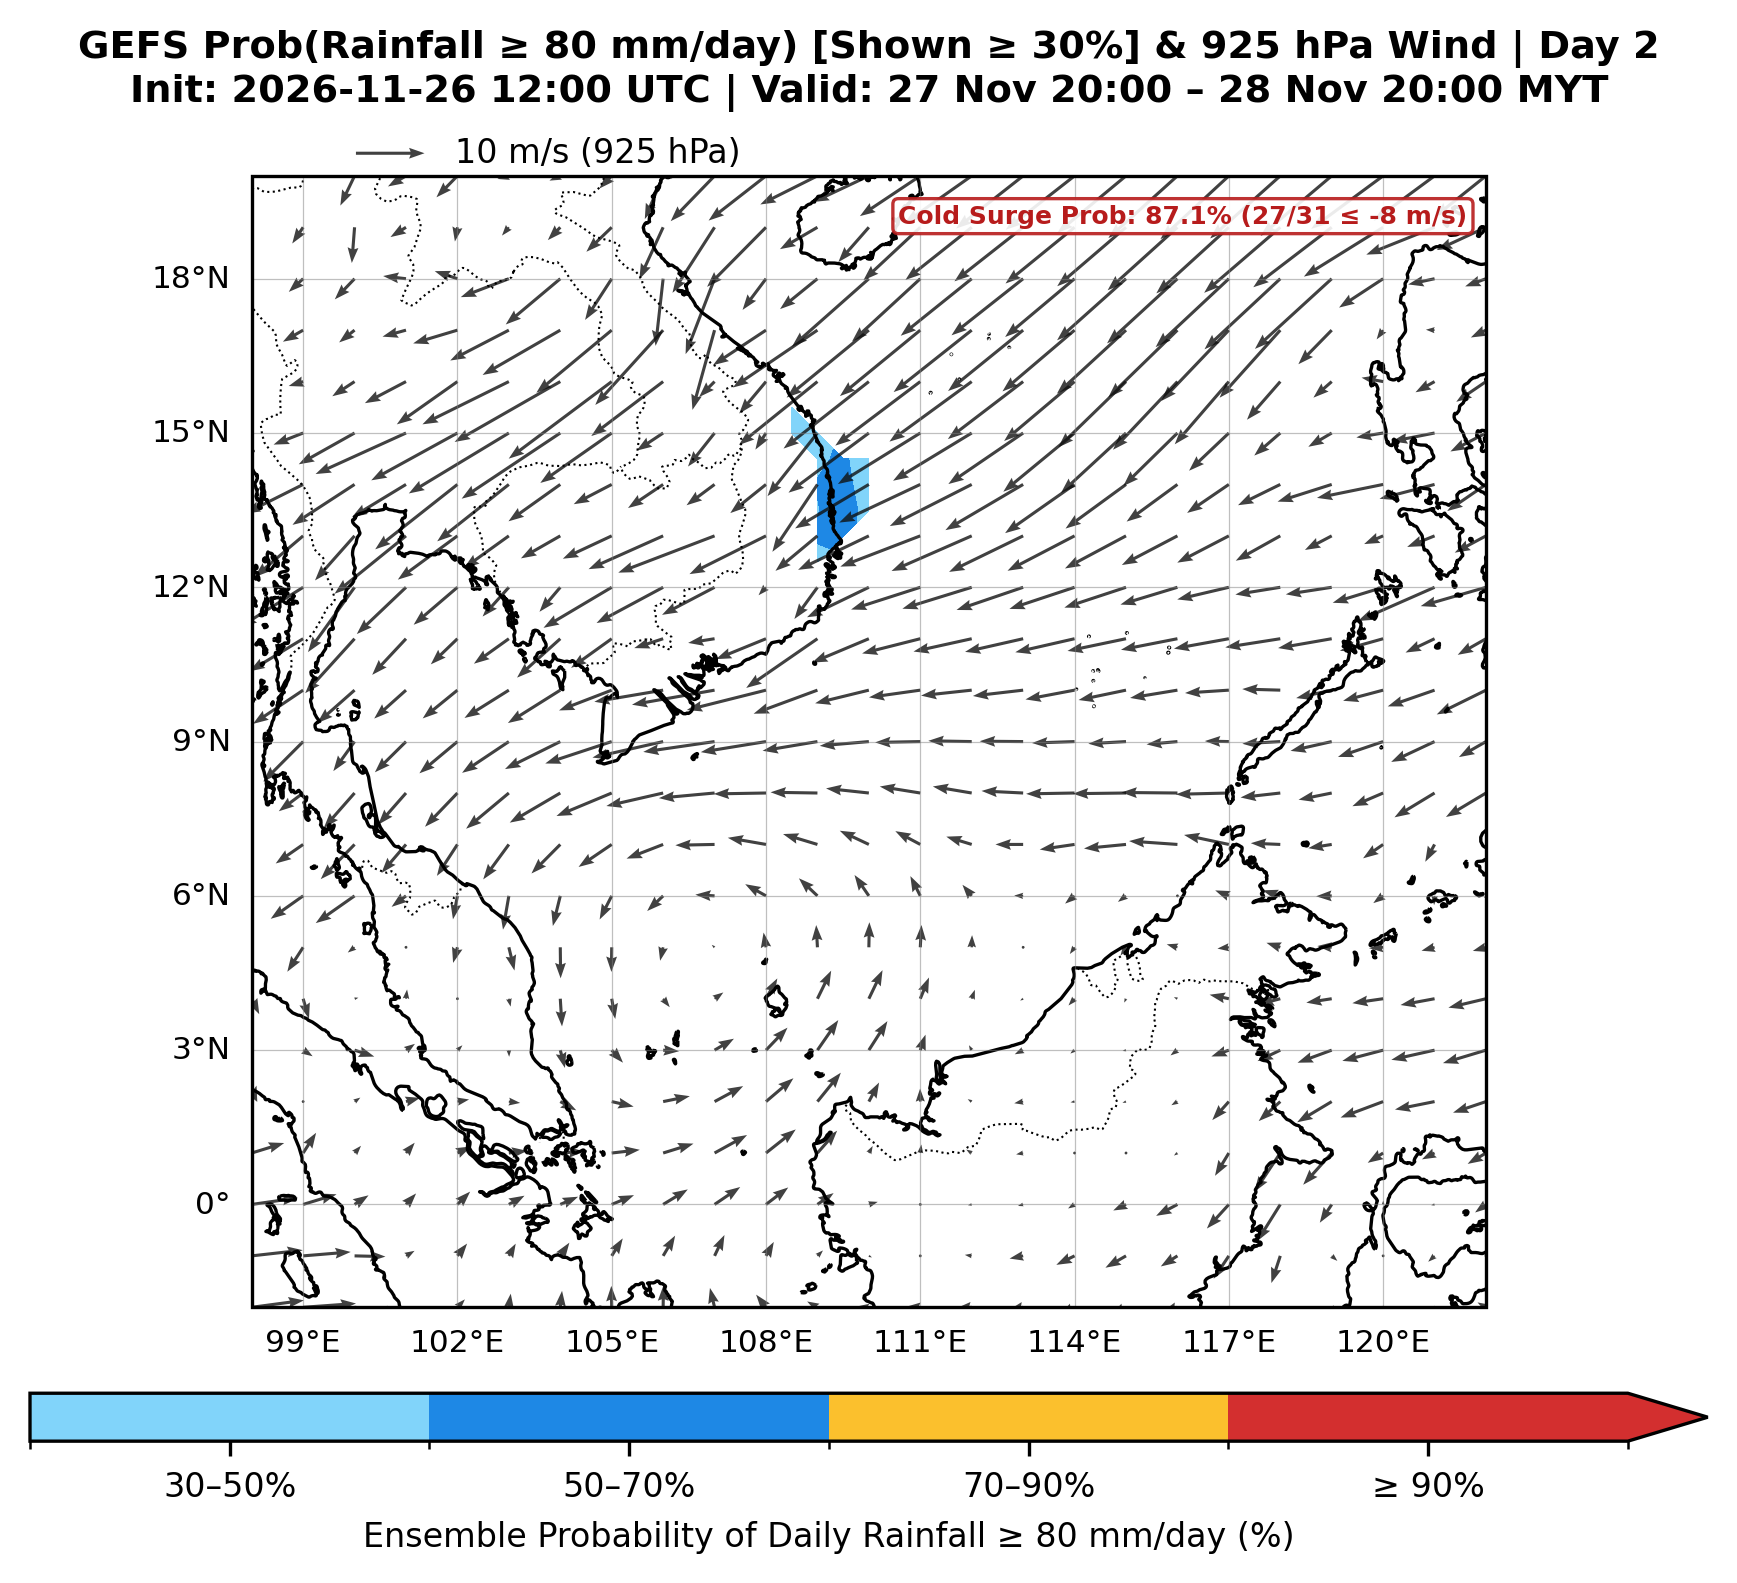 GEFS Prob(Rainfall ≥ 80 mm/day) [Shown ≥ 30%] & 925 hPa Wind | Day 2
Init: 2026-11-26 12:00 UTC | Valid: 27 Nov 20:00 – 28 Nov 20:00 MYT
10 m/s (925 hPa)
Cold Surge Prob: 87.1% (27/31 ≤ -8 m/s)
18°N
15°N
12°N
9°N
6°N
3°N
0°
99°E 102°E 105°E 108°E 111°E 114°E 117°E 120°E
30–50% 50–70% 70–90% ≥ 90%
Ensemble Probability of Daily Rainfall ≥ 80 mm/day (%)